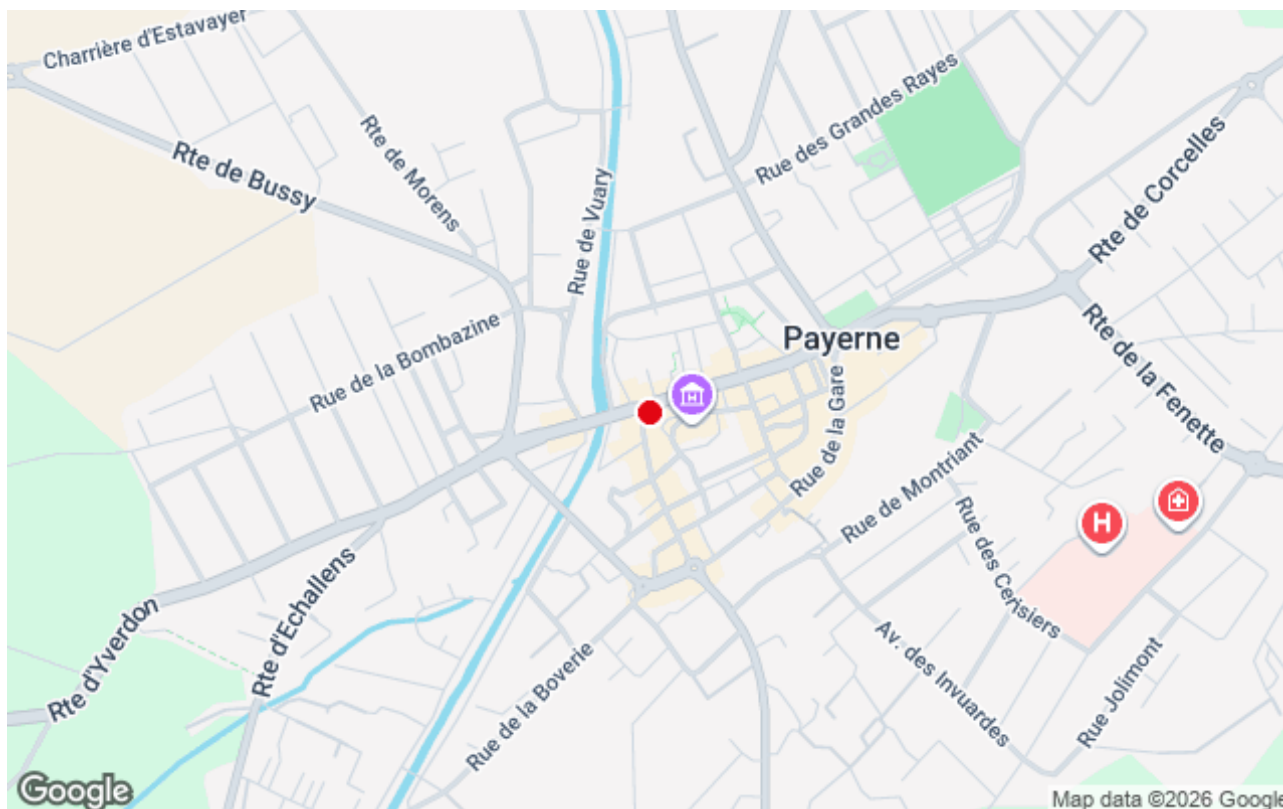 Charrière d'Estavayer
Rte de Bussy
Rte de Morens
Rue de Vuary
Rue des Grandes Rayes
Rte de Corcelles
Rue de la Bombazine
Payerne
Rte de la Fenette
Rue de la Gare
Rue de Montriant
H
Rue des Cerisiers
Rte d'Echallens
Rte d'Yverdon
Rue de la Boverie
Av. des Invuardes
Rue Jolimont
Google
Map data ©2026 Google